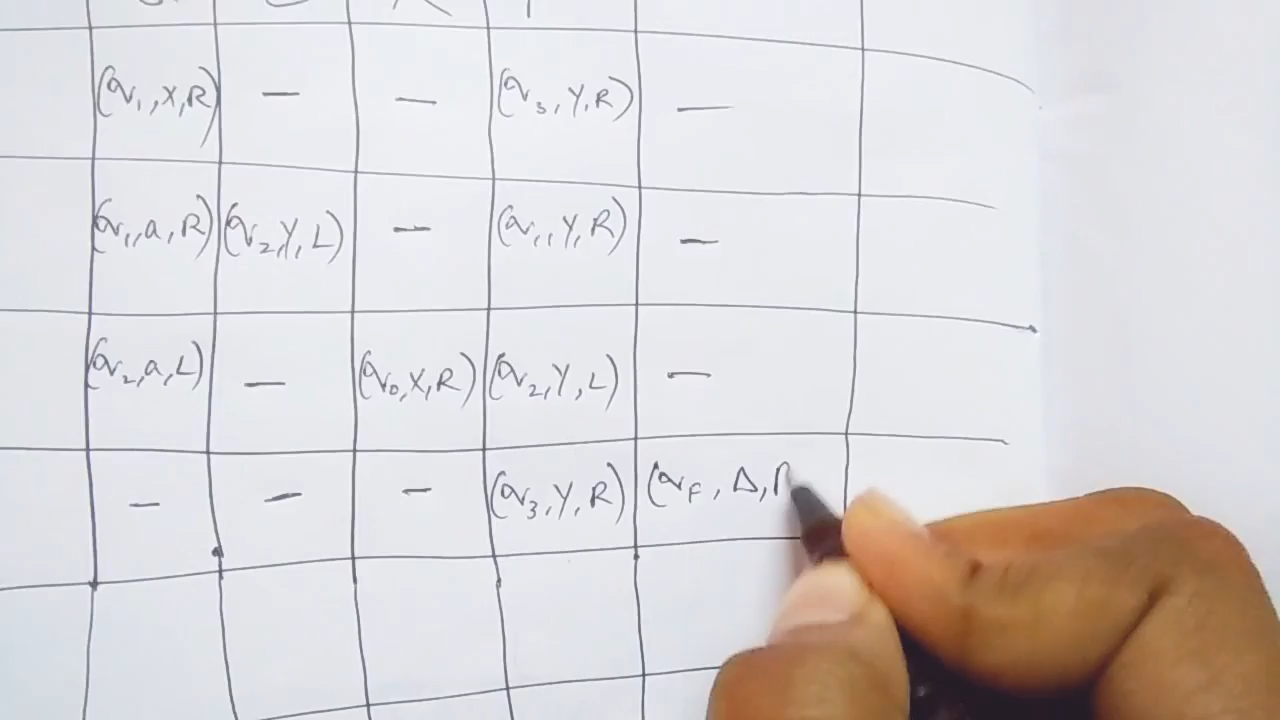 (q₁,X,R) — — (q₃,Y,R) —
(q₁,a,R) (q₂,Y,L) — (q₁,Y,R) —
(q₂,a,L) — (q₀,X,R) (q₂,Y,L) —
— — — (q₃,Y,R) (qF,Δ,